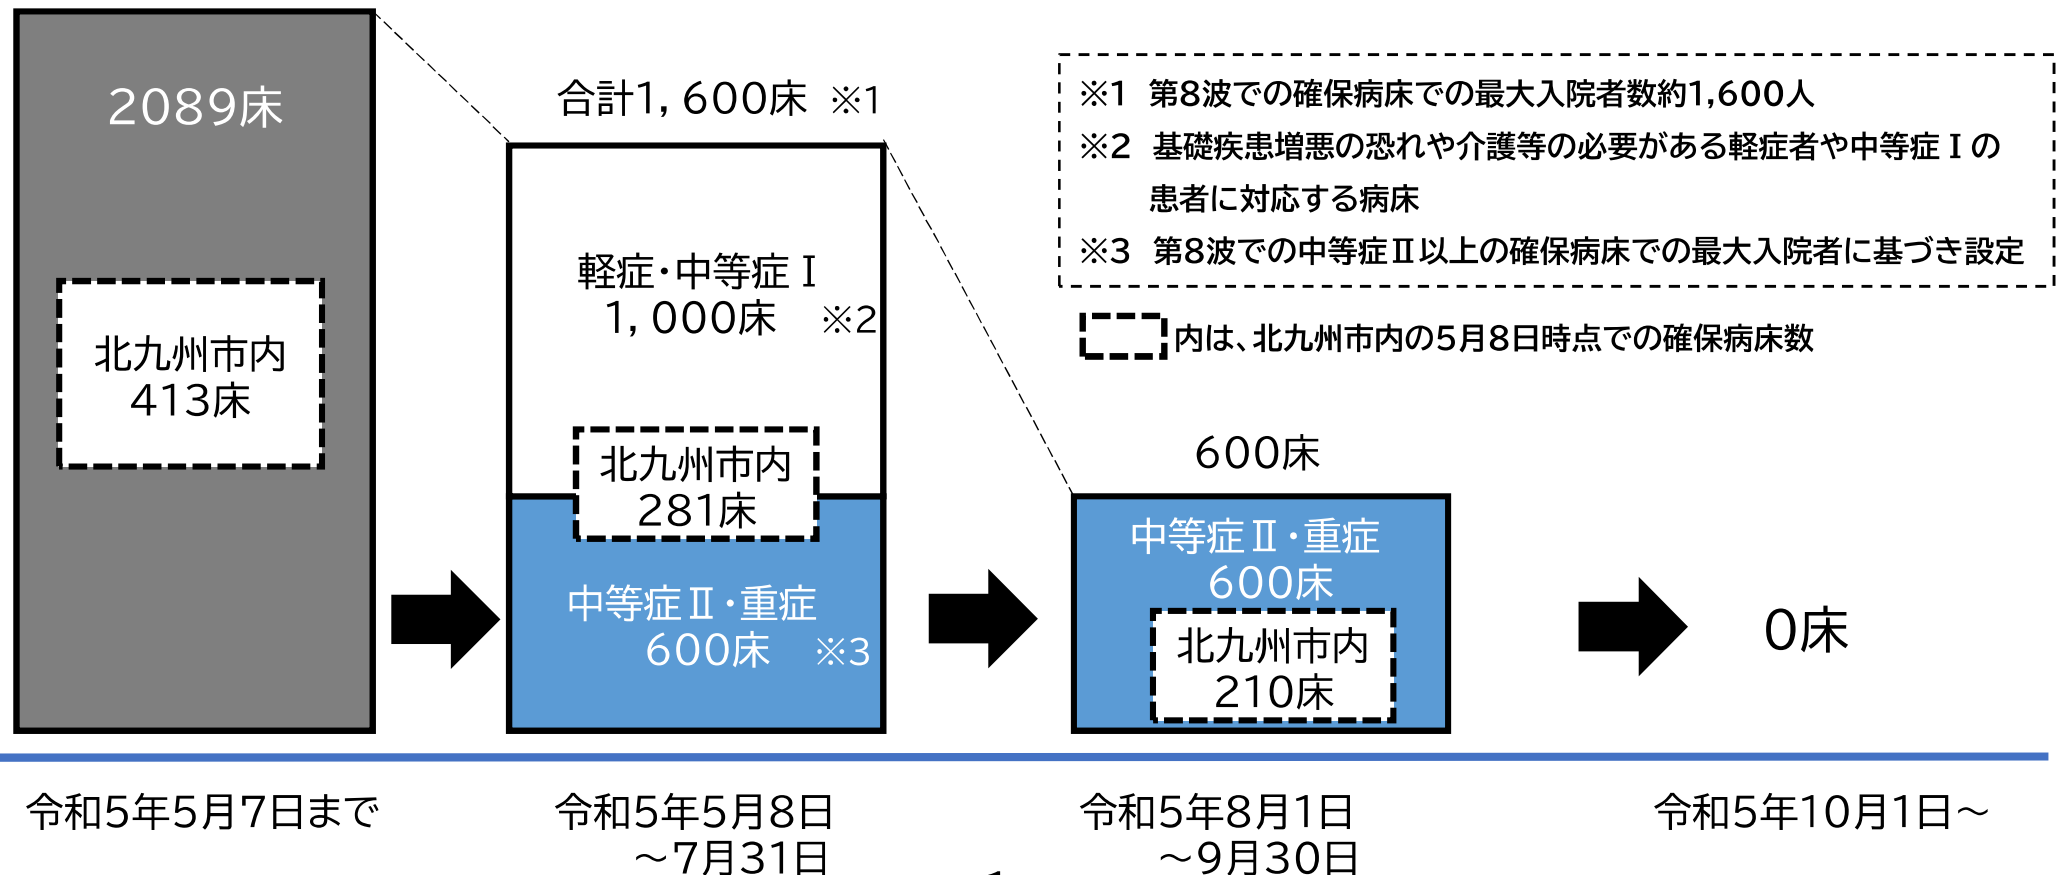 2089床
北九州市内
413床
合計1，600床 ※1
軽症・中等症Ⅰ
1，000床 ※2
北九州市内
281床
中等症Ⅱ・重症
600床 ※3
※1 第8波での確保病床での最大入院者数約1,600人
※2 基礎疾患増悪の恐れや介護等の必要がある軽症者や中等症Ⅰの
患者に対応する病床
※3 第8波での中等症Ⅱ以上の確保病床での最大入院者に基づき設定
内は、北九州市内の5月8日時点での確保病床数
600床
中等症Ⅱ・重症
600床
北九州市内
210床
0床
令和5年5月7日まで
令和5年5月8日
～7月31日
令和5年8月1日
～9月30日
令和5年10月1日～